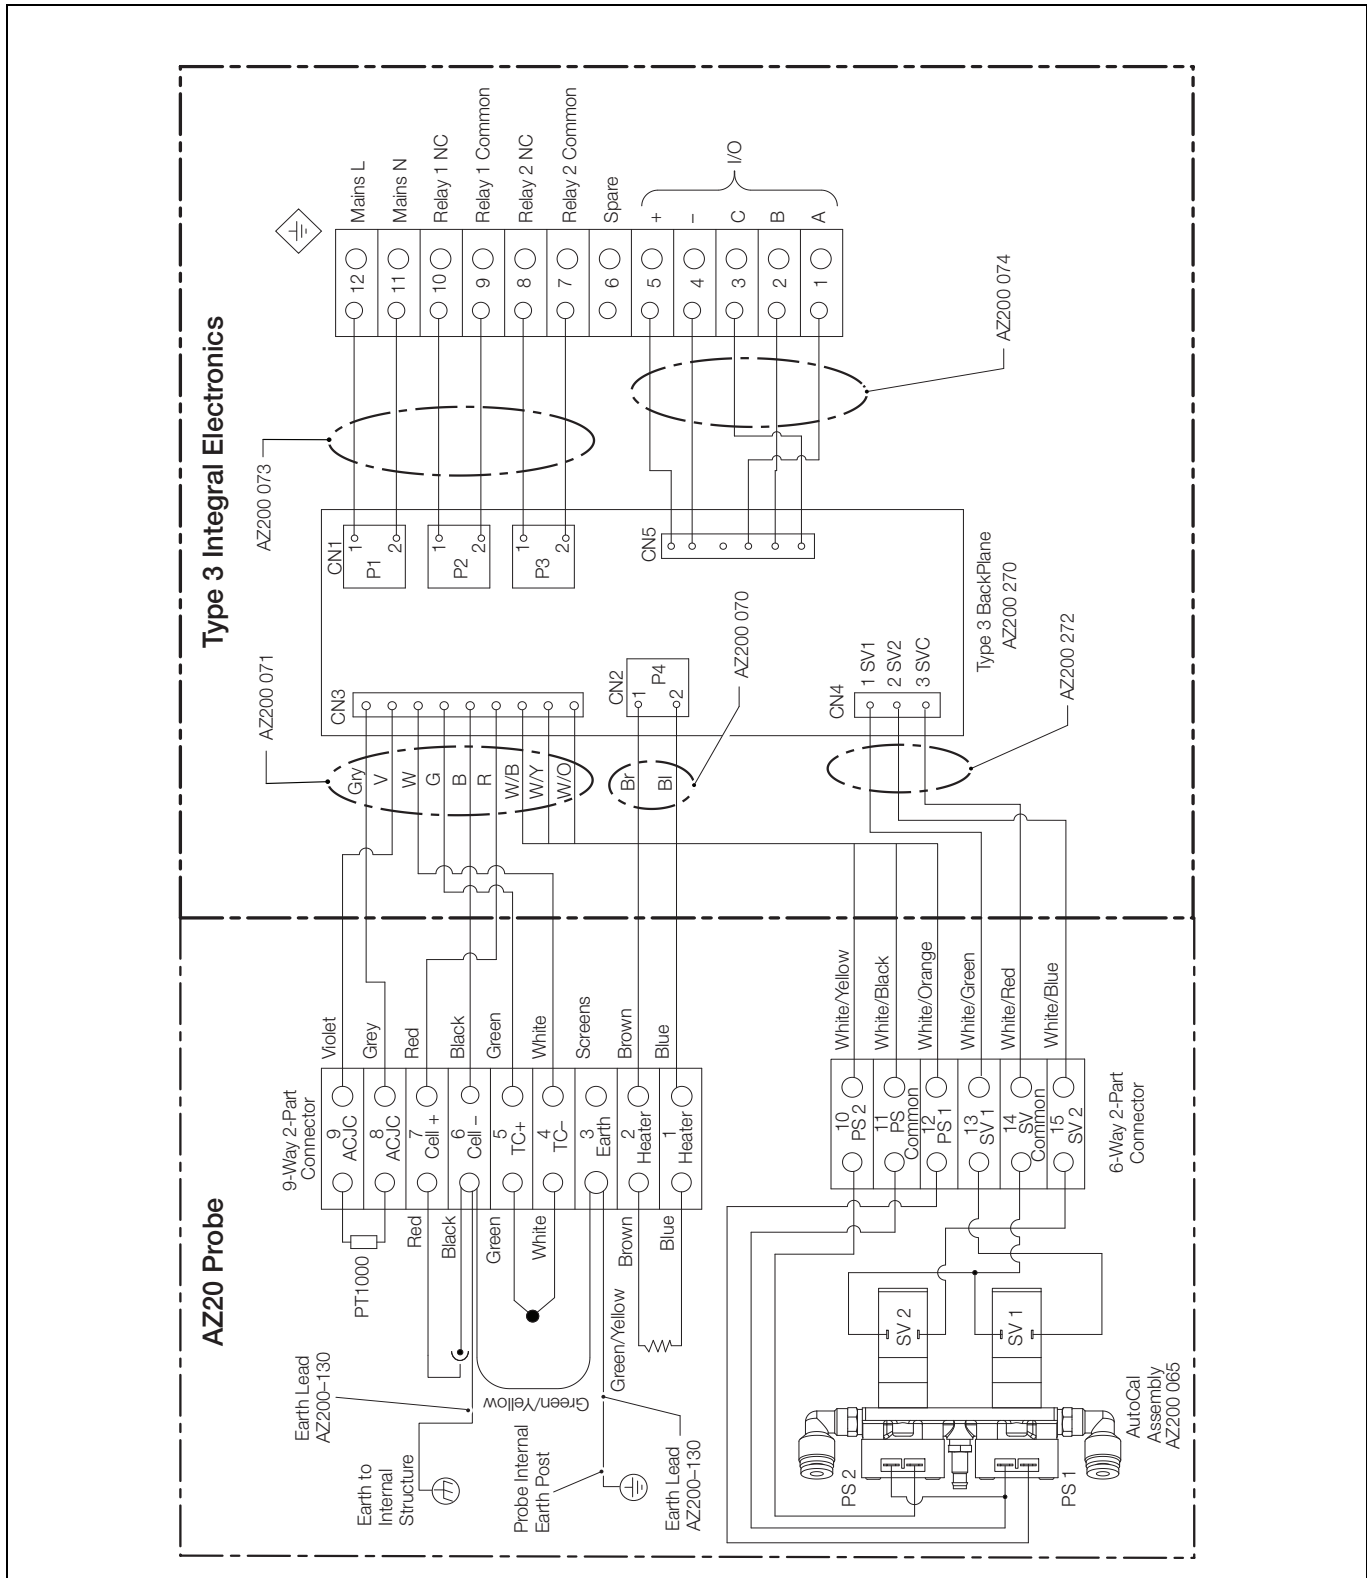 Type 3 Integral Electronics
AZ200 073
AZ200 071
Mains L
Mains N
Relay 1 NC
Relay 1 Common
Relay 2 NC
Relay 2 Common
Spare
+
–
C
B
A
I/O
12
11
10
9
8
7
6
5
4
3
2
1
AZ200 074
CN1
1
2
P1
1
2
P2
1
2
P3
CN5
CN3
CN2
1
2
P4
AZ200 070
CN4
1 SV1
2 SV2
3 SVC
Type 3 BackPlane
AZ200 270
AZ200 272
Gry
V
W
G
B
R
W/B
W/Y
W/O
Br
Bl
AZ20 Probe
9-Way 2-Part
Connector
Violet
Grey
Red
Black
Green
White
Screens
Brown
Blue
9
ACJC
8
ACJC
7
Cell +
6
Cell –
5
TC+
4
TC–
3
Earth
2
Heater
1
Heater
PT1000
Red
Black
Green
White
Brown
Blue
Green/Yellow
Green/Yellow
Earth Lead
AZ200–130
Earth to
Internal
Structure
Probe Internal
Earth Post
Earth Lead
AZ200–130
White/Yellow
White/Black
White/Orange
White/Green
White/Red
White/Blue
10
PS 2
11
PS
Common
12
PS 1
13
SV 1
14
SV
Common
15
SV 2
6-Way 2-Part
Connector
SV 2
SV 1
PS 2
PS 1
AutoCal
Assembly
AZ200 065